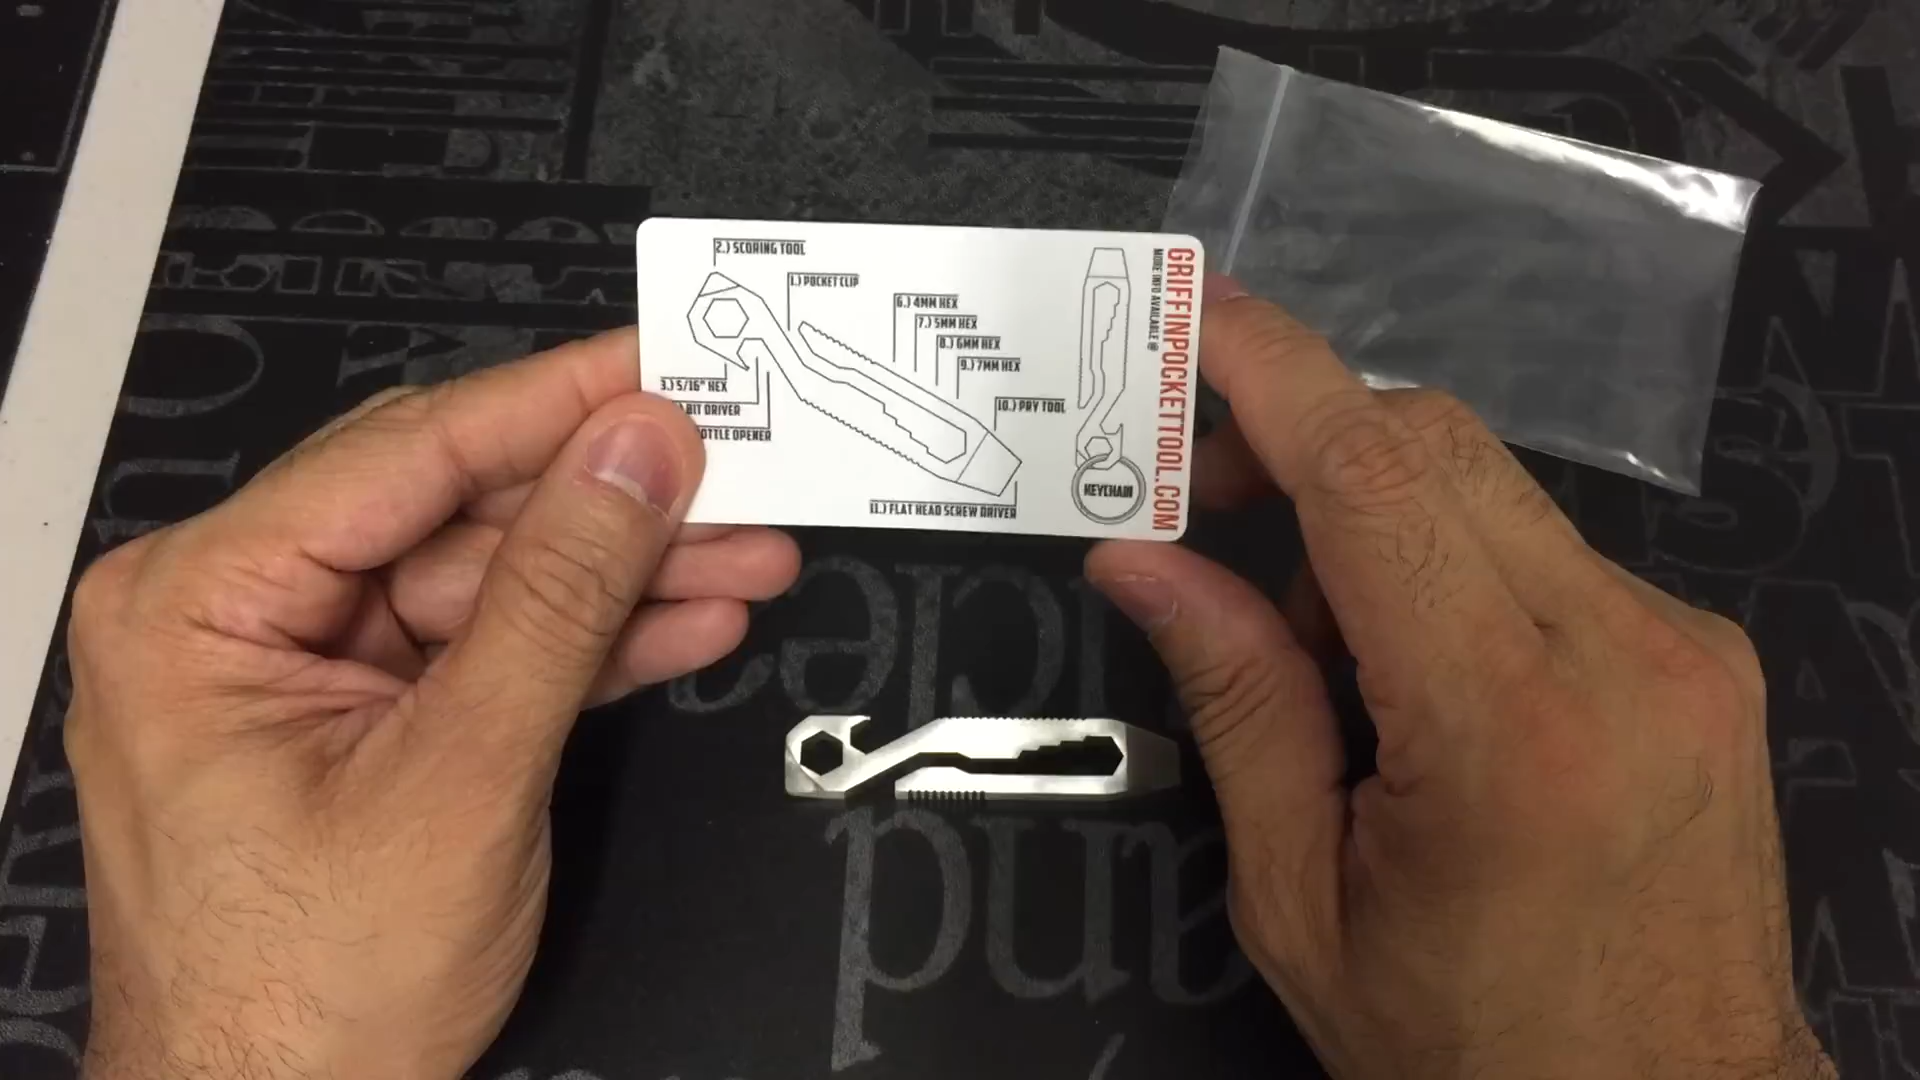 2.) SCORING TOOL
1.) POCKET CLIP
6.) 4MM HEX
7.) 5MM HEX
8.) 6MM HEX
9.) 7MM HEX
3.) 5/16" HEX
) BIT DRIVER
OTTLE OPENER
10.) PRY TOOL
11.) FLAT HEAD SCREW DRIVER
KEYCHAIN
MORE INFO AVAILABLE @
GRIFFINPOCKETTOOL.COM
and